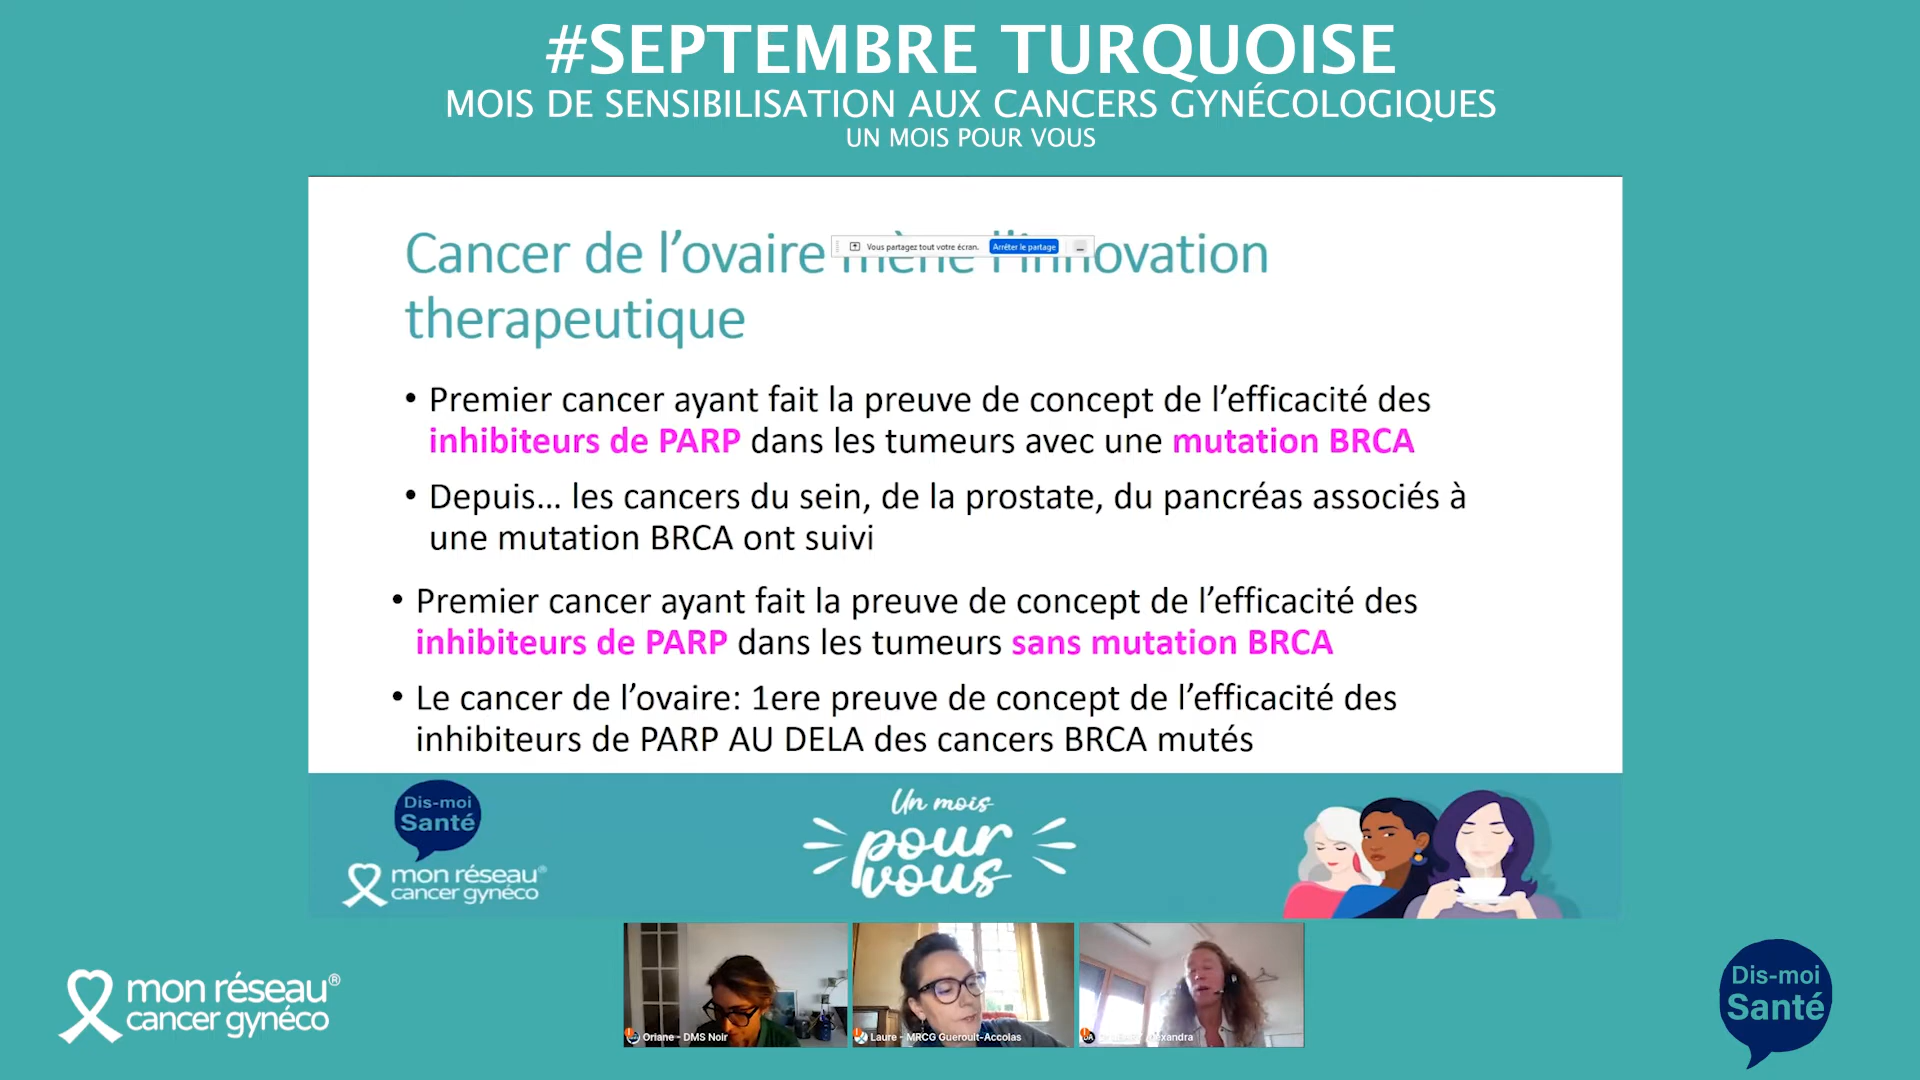 #SEPTEMBRE TURQUOISE
MOIS DE SENSIBILISATION AUX CANCERS GYNÉCOLOGIQUES
UN MOIS POUR VOUS
Cancer de l’ovaire mène l’innovation
Vous partagez tout votre écran. Arrêter le partage
therapeutique
• Premier cancer ayant fait la preuve de concept de l’efficacité des
inhibiteurs de PARP dans les tumeurs avec une mutation BRCA
• Depuis... les cancers du sein, de la prostate, du pancréas associés à
une mutation BRCA ont suivi
• Premier cancer ayant fait la preuve de concept de l’efficacité des
inhibiteurs de PARP dans les tumeurs sans mutation BRCA
• Le cancer de l’ovaire: 1ere preuve de concept de l’efficacité des
inhibiteurs de PARP AU DELA des cancers BRCA mutés
Dis-moi
Santé
mon réseau®
cancer gynéco
Un mois
pour
vous
Oriane - DMS Noir
Laure - MRCG Gueroult-Accolas
mon réseau®
cancer gynéco
Dis-moi
Santé